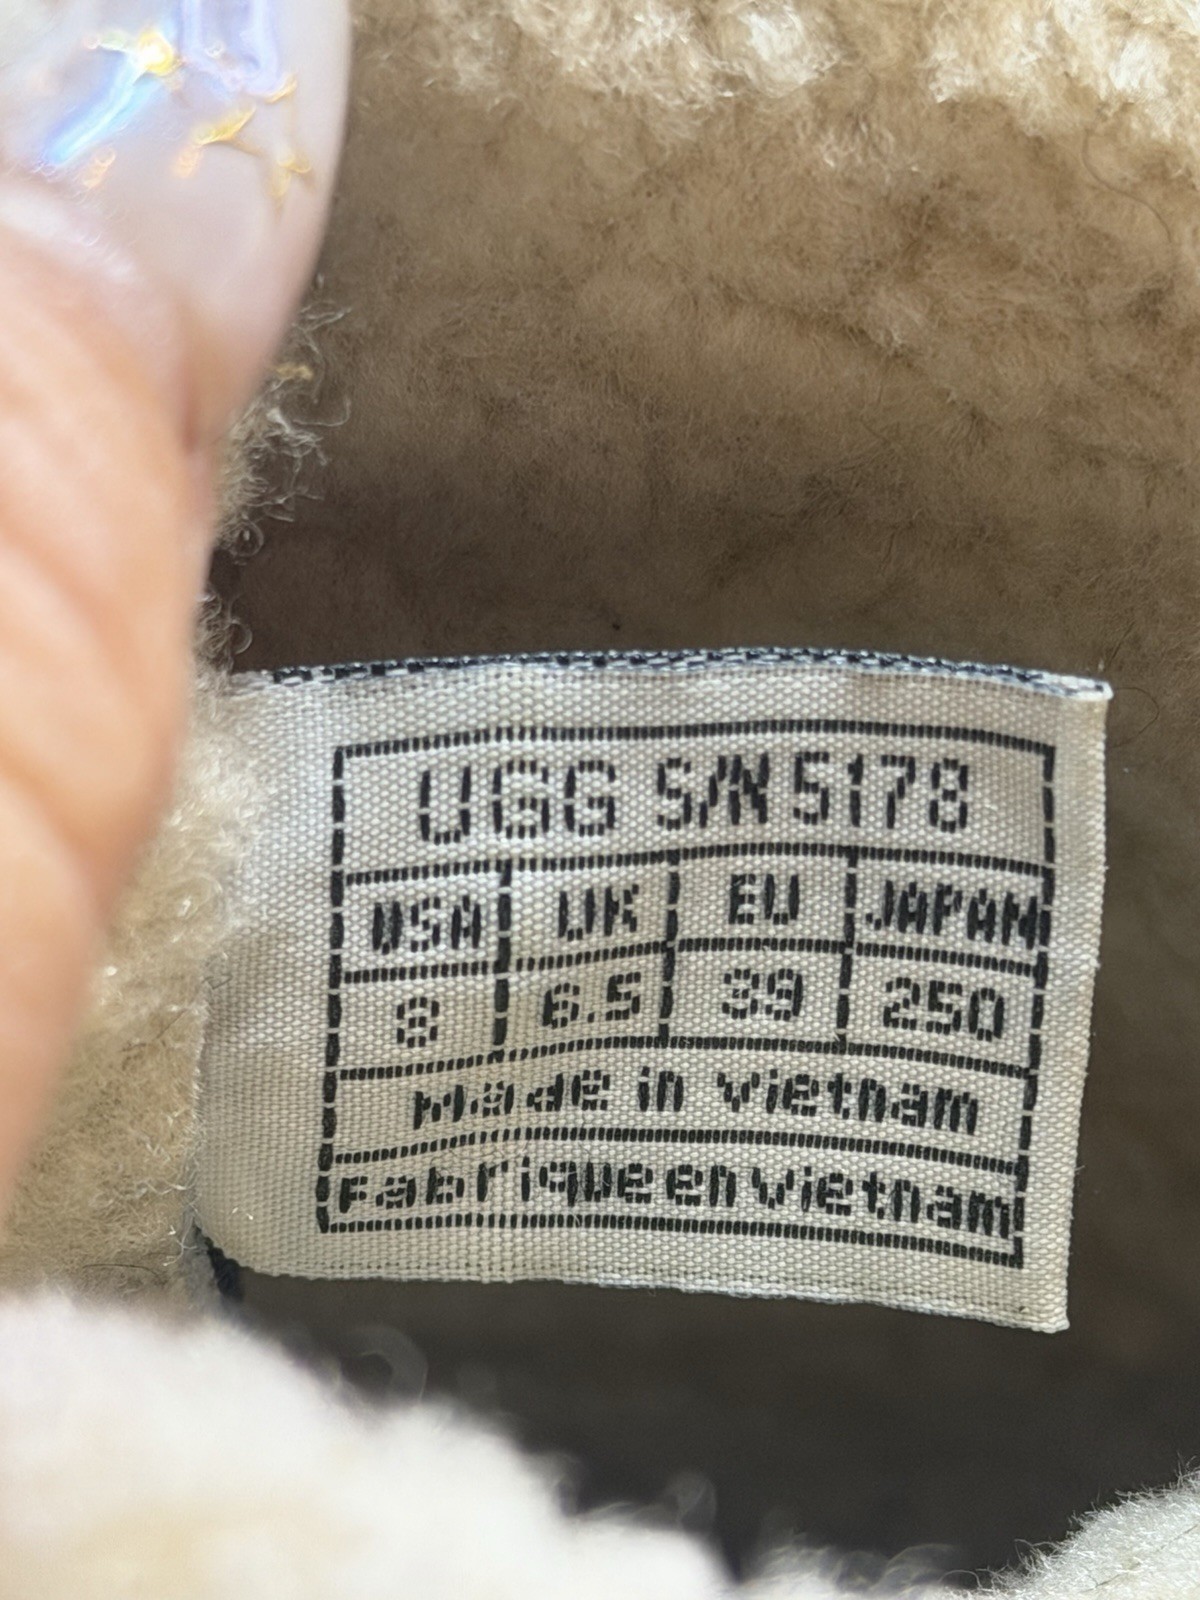 UGG S/N 5178
USA UK EU JAPAN
8 6.5 39 250
Made in Vietnam
Fabrique en Vietnam